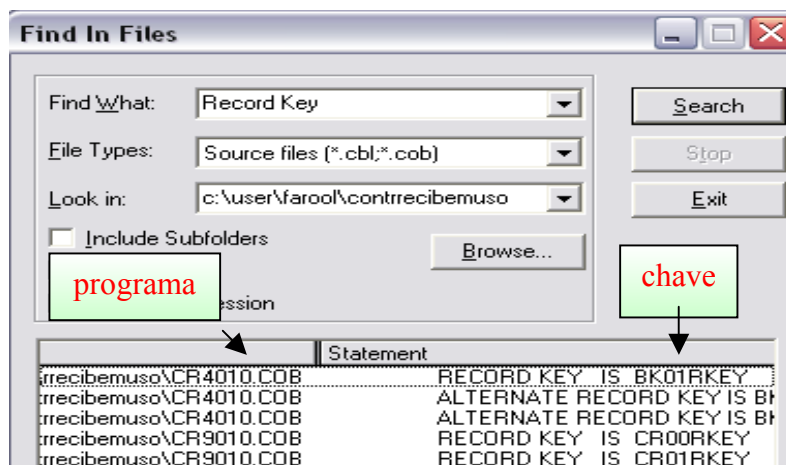 Find In Files
Find What: Record Key Search
File Types: Source files (*.cbl;*.cob) Stop
Look in: c:\user\farool\contrrecibemuso Exit
Include Subfolders Browse...
programa chave
Statement
rrecibemuso\CR4010.COB RECORD KEY IS BK01RKEY
rrecibemuso\CR4010.COB ALTERNATE RECORD KEY IS
rrecibemuso\CR4010.COB ALTERNATE RECORD KEY IS
rrecibemuso\CR9010.COB RECORD KEY IS CR00RKEY
rrecibemuso\CR9010.COB RECORD KEY IS CR01RKEY